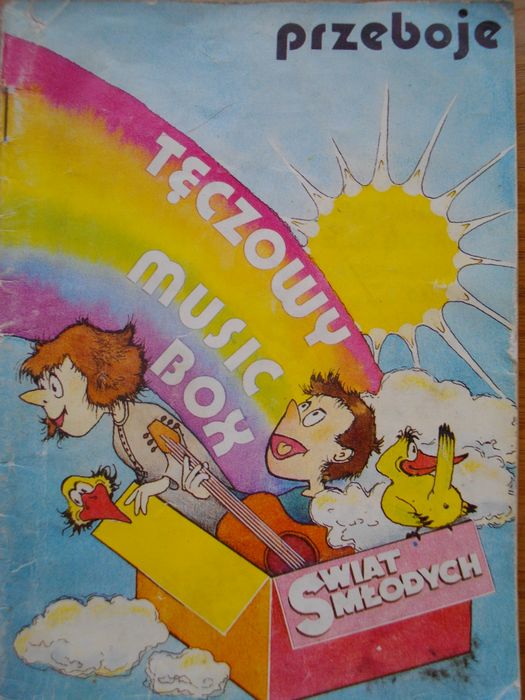 przeboje
TĘCZOWY
MUSIC
BOX
ŚWIAT
MŁODYCH